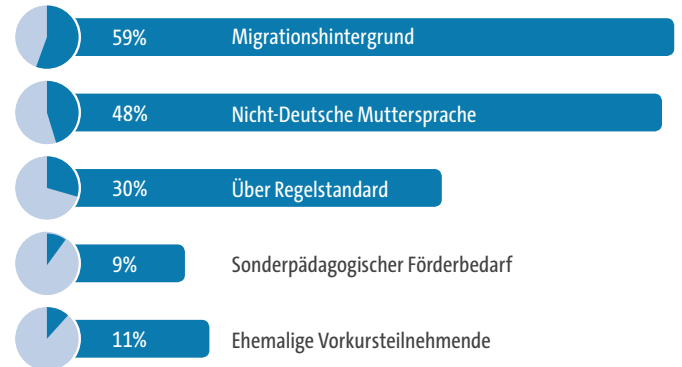 59% Migrationshintergrund
48% Nicht-Deutsche Muttersprache
30% Über Regelstandard
9% Sonderpädagogischer Förderbedarf
11% Ehemalige Vorkursteilnehmende